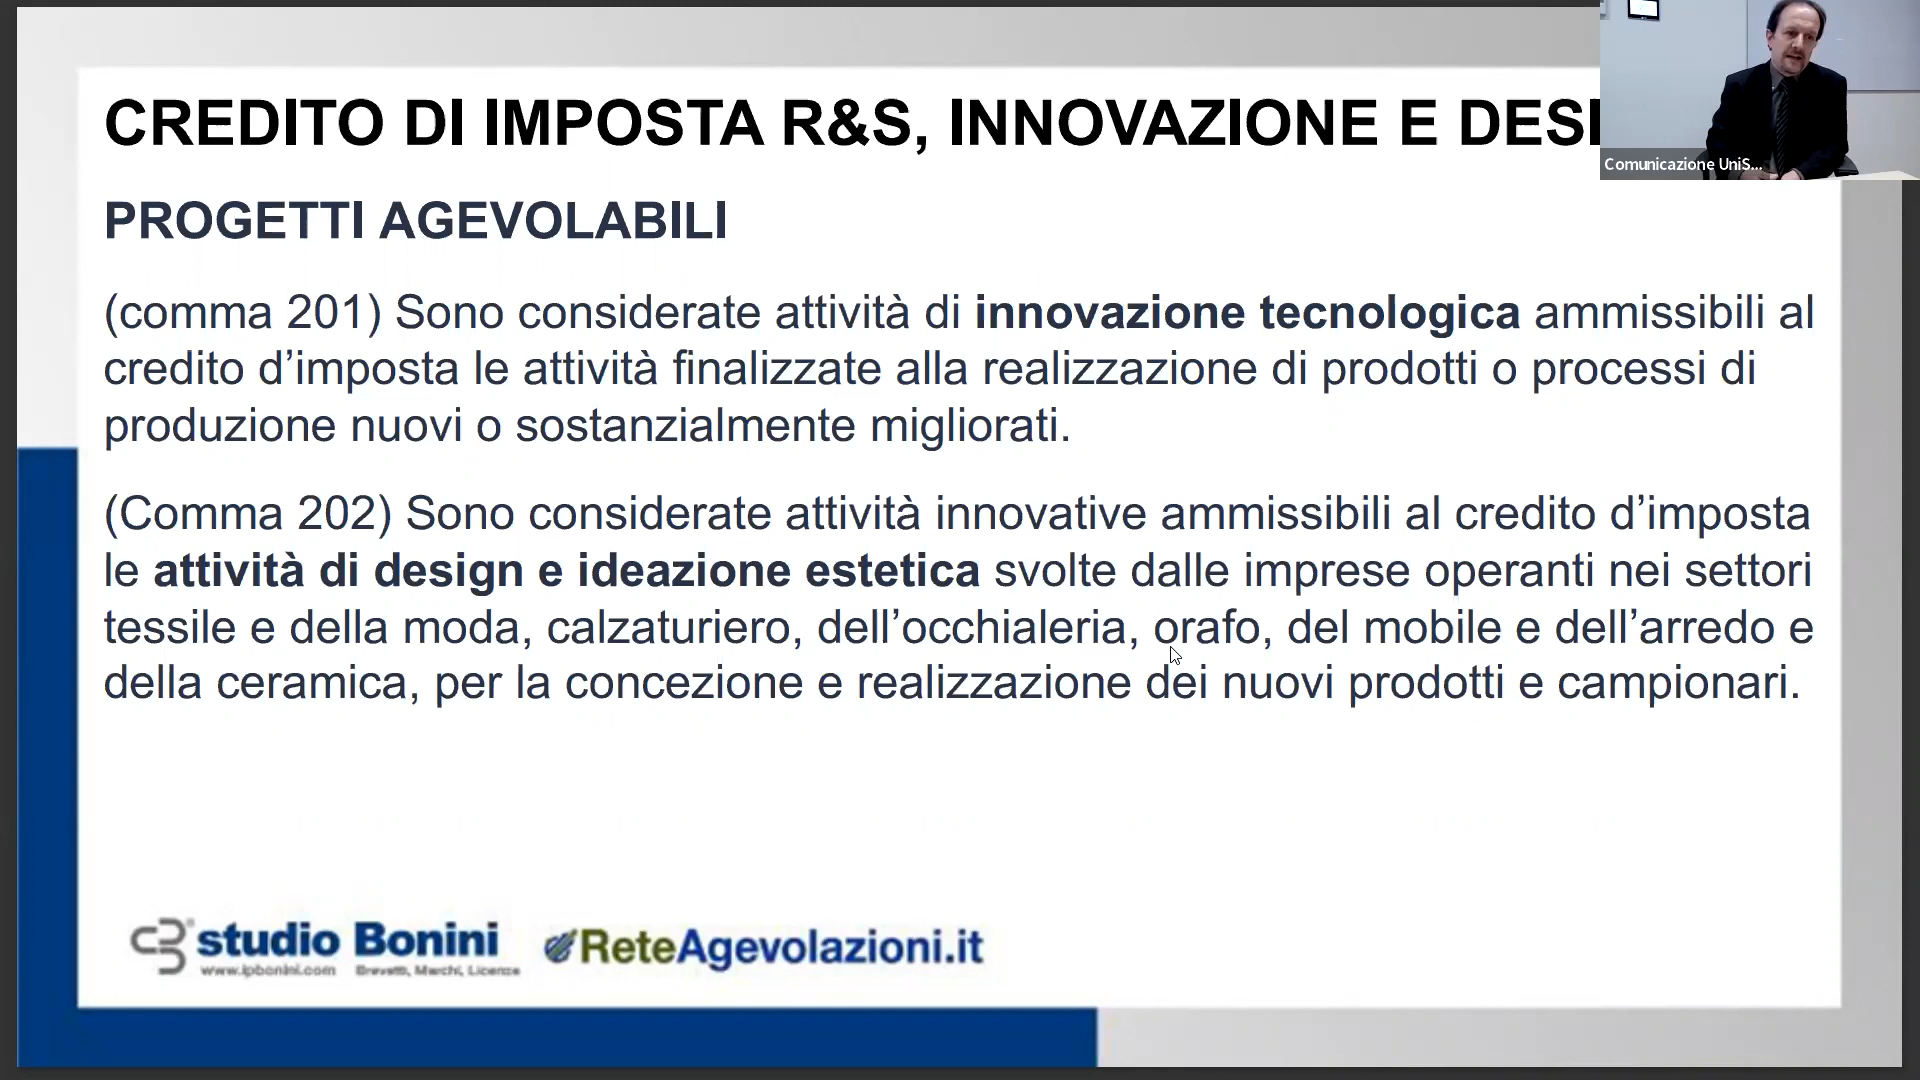 CREDITO DI IMPOSTA R&S, INNOVAZIONE E DESI
Comunicazione UniS...
PROGETTI AGEVOLABILI
(comma 201) Sono considerate attività di innovazione tecnologica ammissibili al
credito d’imposta le attività finalizzate alla realizzazione di prodotti o processi di
produzione nuovi o sostanzialmente migliorati.
(Comma 202) Sono considerate attività innovative ammissibili al credito d’imposta
le attività di design e ideazione estetica svolte dalle imprese operanti nei settori
tessile e della moda, calzaturiero, dell’occhialeria, orafo, del mobile e dell’arredo e
della ceramica, per la concezione e realizzazione dei nuovi prodotti e campionari.
studio Bonini
www.ipbonini.com Brevetti, Marchi, Licenze
ReteAgevolazioni.it